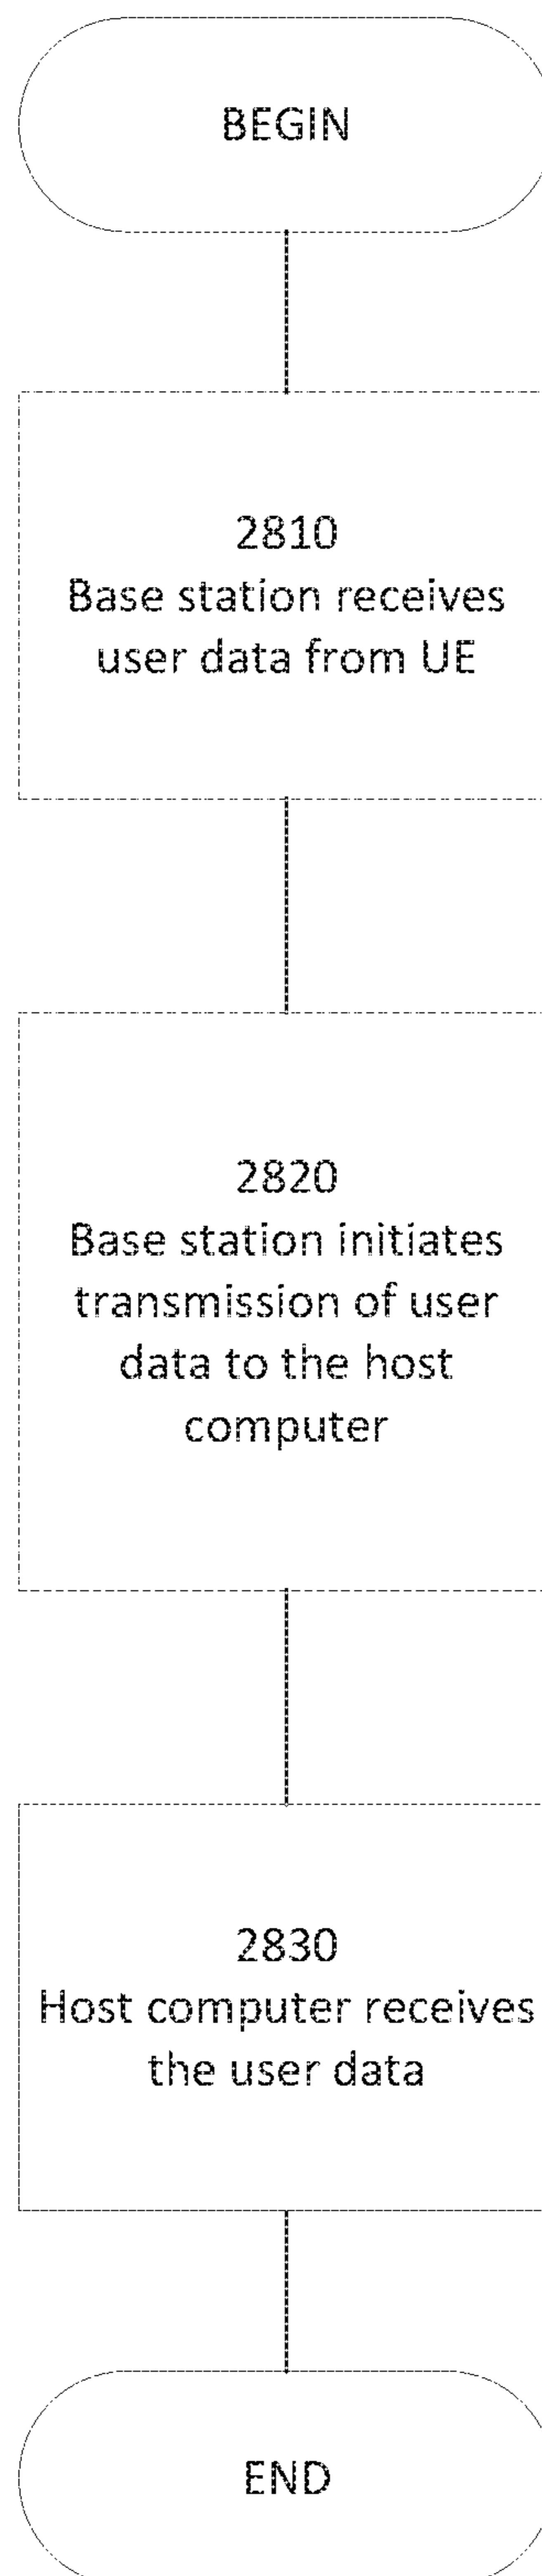 BEGIN
2810
Base station receives
user data from UE
2820
Base station initiates
transmission of user
data to the host
computer
2830
Host computer receives
the user data
END